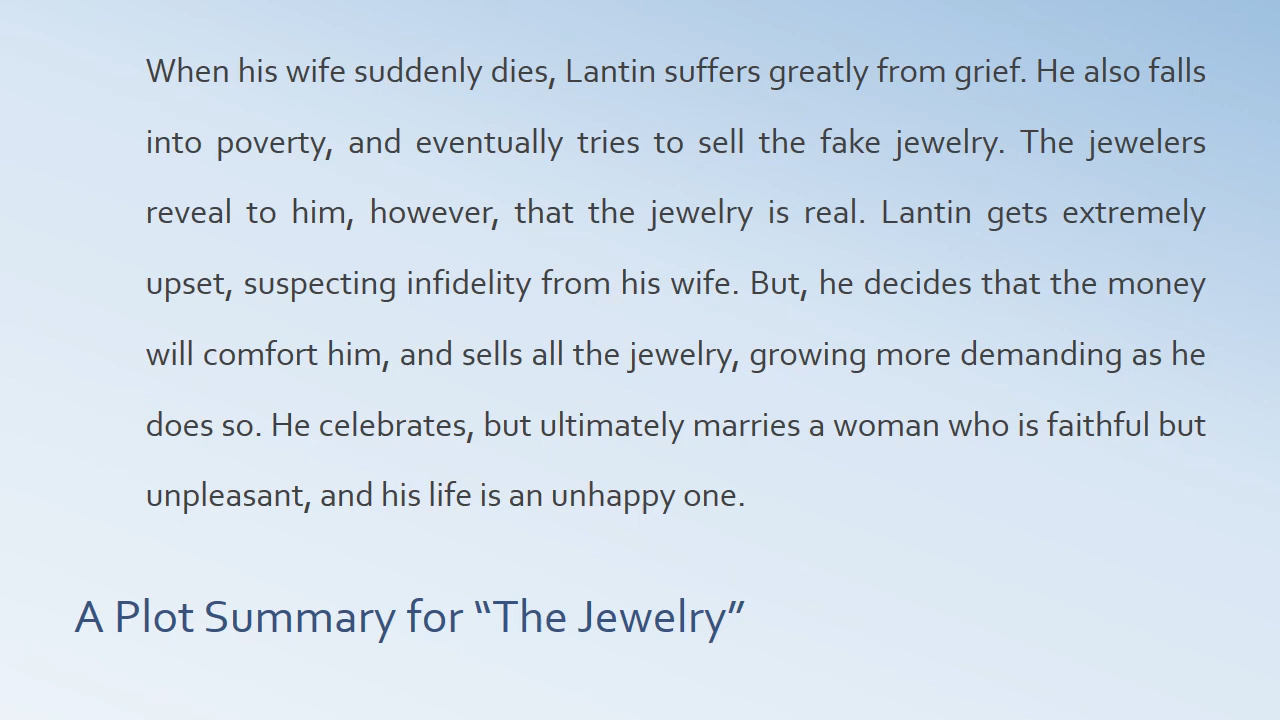 When his wife suddenly dies, Lantin suffers greatly from grief. He also falls
into poverty, and eventually tries to sell the fake jewelry. The jewelers
reveal to him, however, that the jewelry is real. Lantin gets extremely
upset, suspecting infidelity from his wife. But, he decides that the money
will comfort him, and sells all the jewelry, growing more demanding as he
does so. He celebrates, but ultimately marries a woman who is faithful but
unpleasant, and his life is an unhappy one.
A Plot Summary for “The Jewelry”